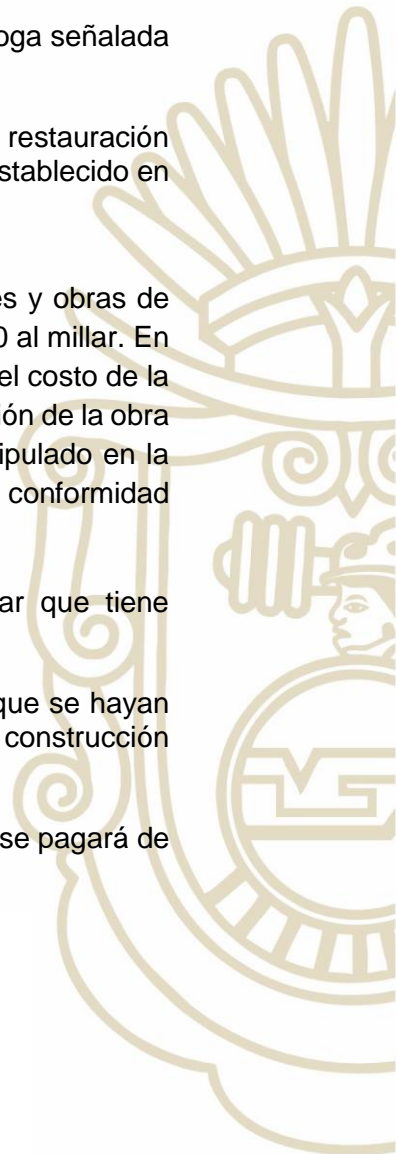 oga señalada
restauración
stablecido en
es y obras de
0 al millar. En
el costo de la
ión de la obra
ipulado en la
conformidad
ar que tiene
que se hayan
construcción
se pagará de